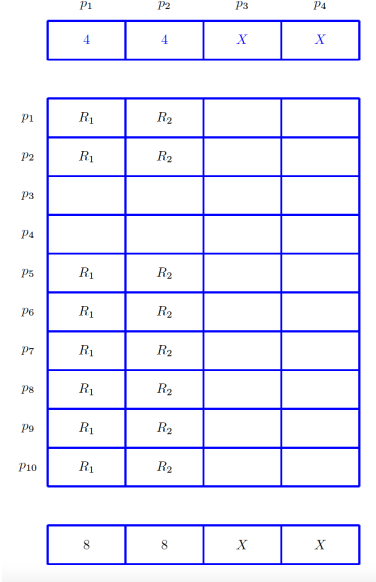 p₁ p₂ p₃ p₄
4 4 X X
p₁ R₁ R₂
p₂ R₁ R₂
p₃
p₄
p₅ R₁ R₂
p₆ R₁ R₂
p₇ R₁ R₂
p₈ R₁ R₂
p₉ R₁ R₂
p₁₀ R₁ R₂
8 8 X X